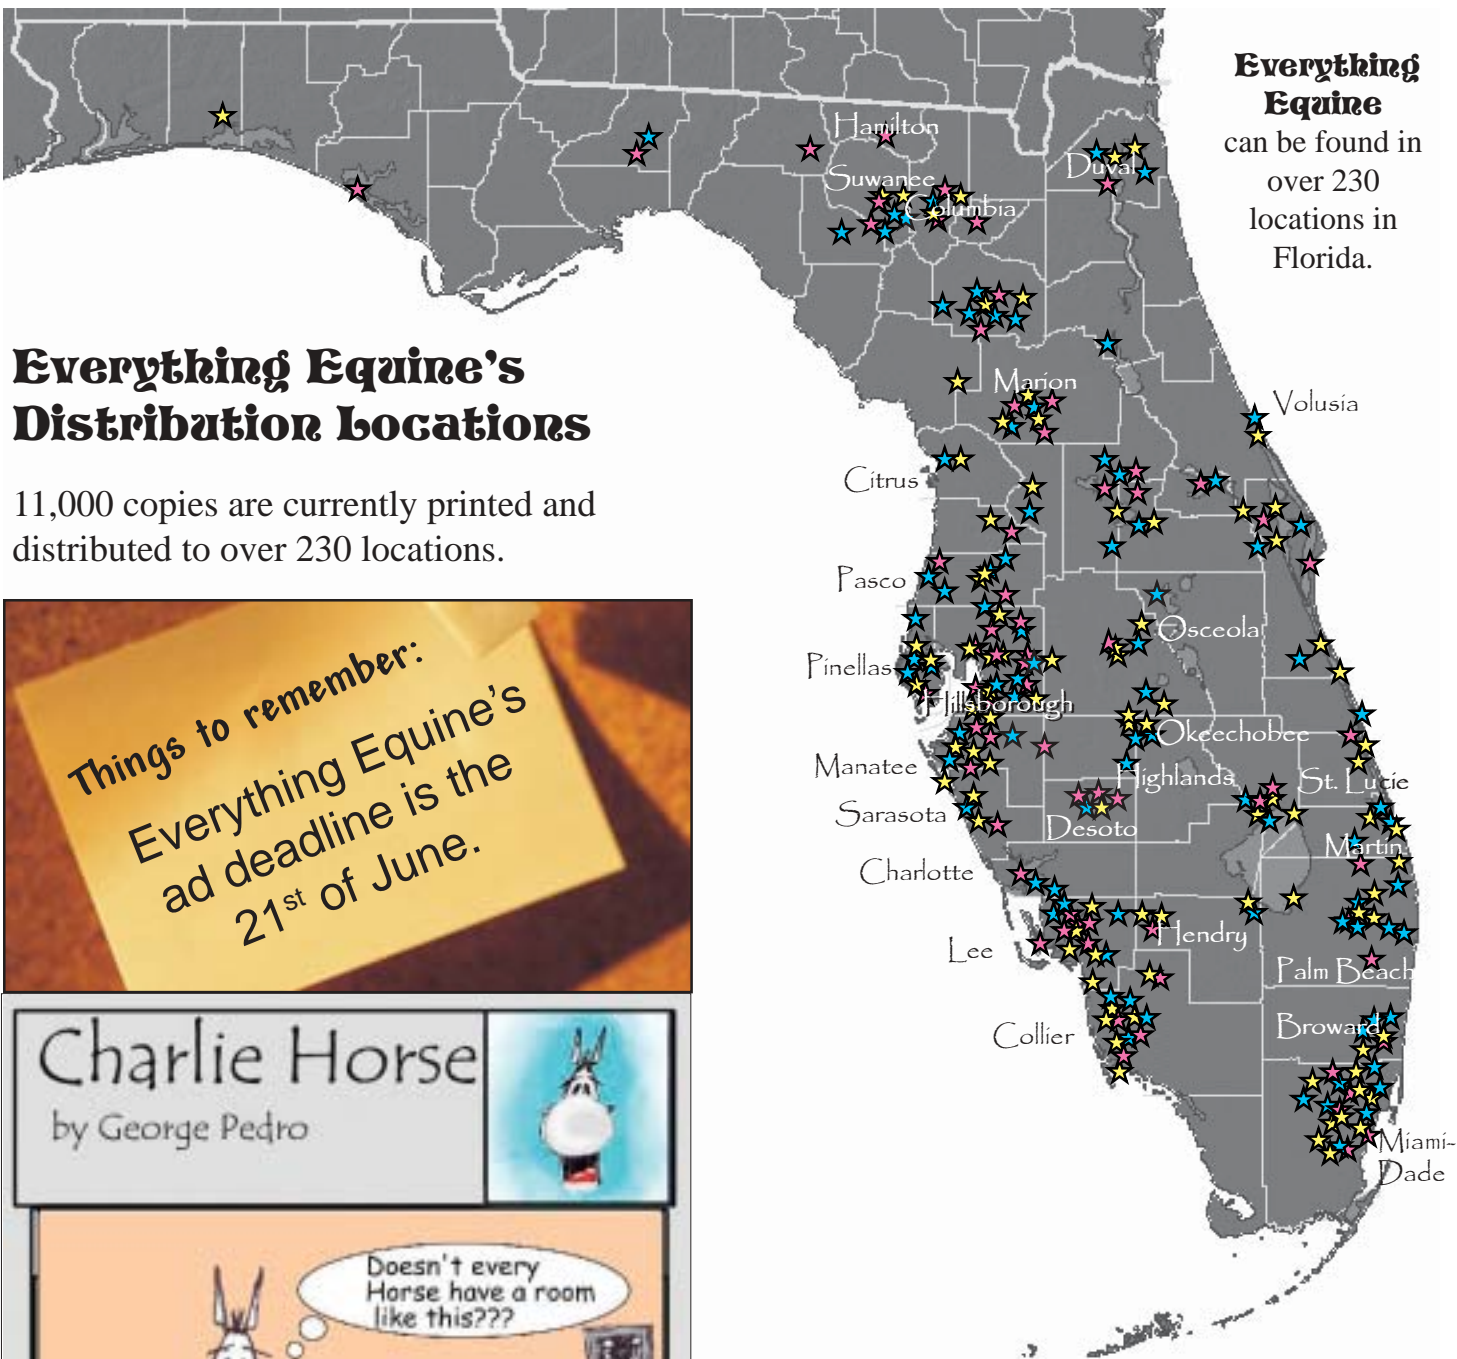 Everything
Equine
can be found in
over 230
locations in
Florida.
Everything Equine's
Distribution Locations
11,000 copies are currently printed and
distributed to over 230 locations.
Things to remember:
Everything Equine's
ad deadline is the
21st of June.
Charlie Horse
by George Pedro
Doesn't every
Horse have a room
like this???
Hamilton
Suwanee
Columbia
Duval
Marion
Volusia
Citrus
Pasco
Osceola
Pinellas
Hillsborough
Okeechobee
Manatee
Highlands
St. Lucie
Sarasota
Desoto
Martin
Charlotte
Hendry
Lee
Palm Beach
Collier
Broward
Miami-
Dade